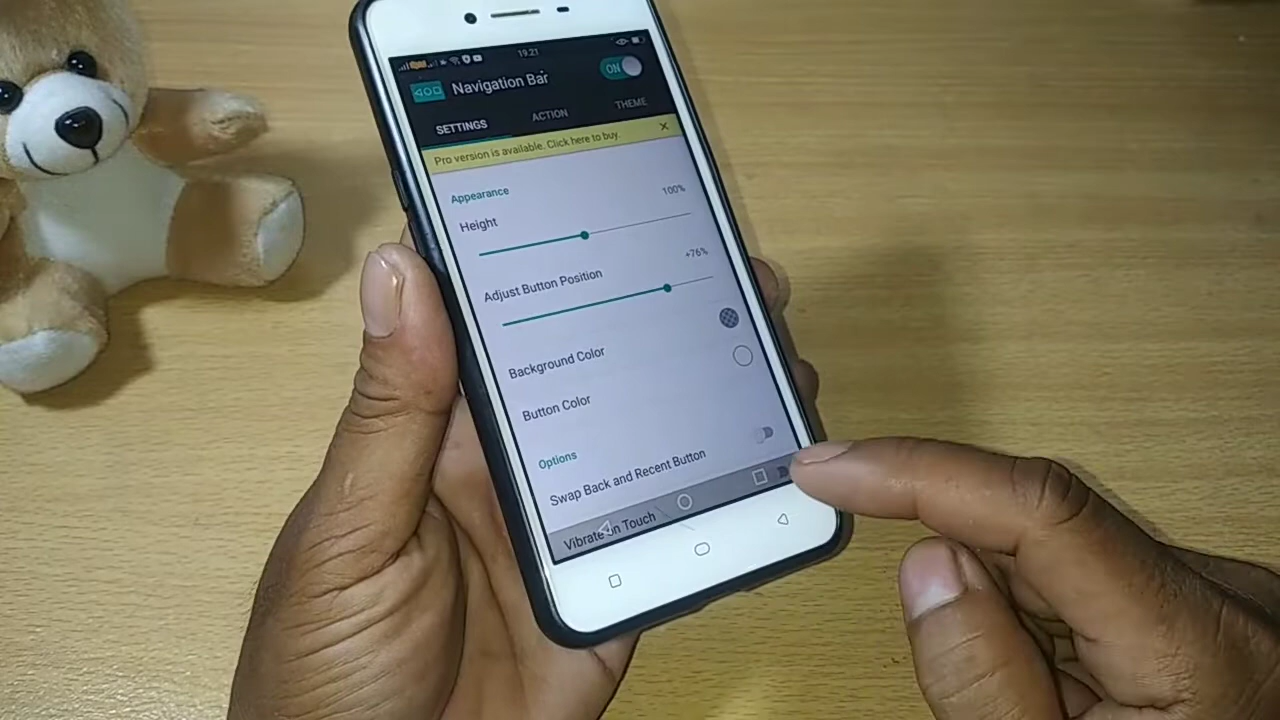 19.21
Navigation Bar
ON
SETTINGS
ACTION
THEME
Pro version is available. Click here to buy.
Appearance
Height
100%
Adjust Button Position
+76%
Background Color
Button Color
Options
Swap Back and Recent Button
Vibrate on Touch